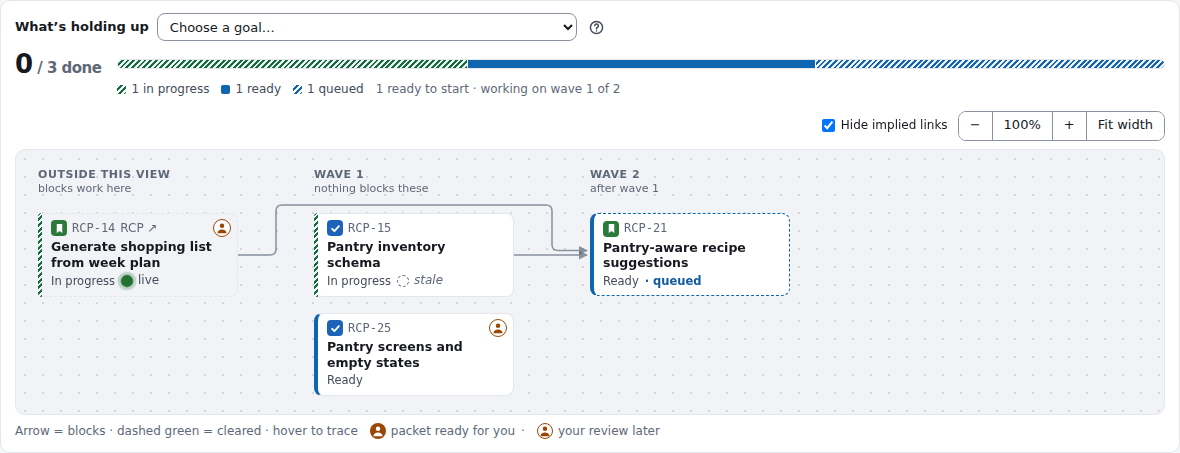 What's holding up Choose a goal...
0 / 3 done
1 in progress 1 ready 1 queued 1 ready to start · working on wave 1 of 2
Hide implied links − 100% + Fit width
OUTSIDE THIS VIEW
blocks work here
RCP-14 RCP ↗
Generate shopping list
from week plan
In progress live
WAVE 1
nothing blocks these
RCP-15
Pantry inventory
schema
In progress stale
RCP-25
Pantry screens and
empty states
Ready
WAVE 2
after wave 1
RCP-21
Pantry-aware recipe
suggestions
Ready · queued
Arrow = blocks · dashed green = cleared · hover to trace packet ready for you · your review later